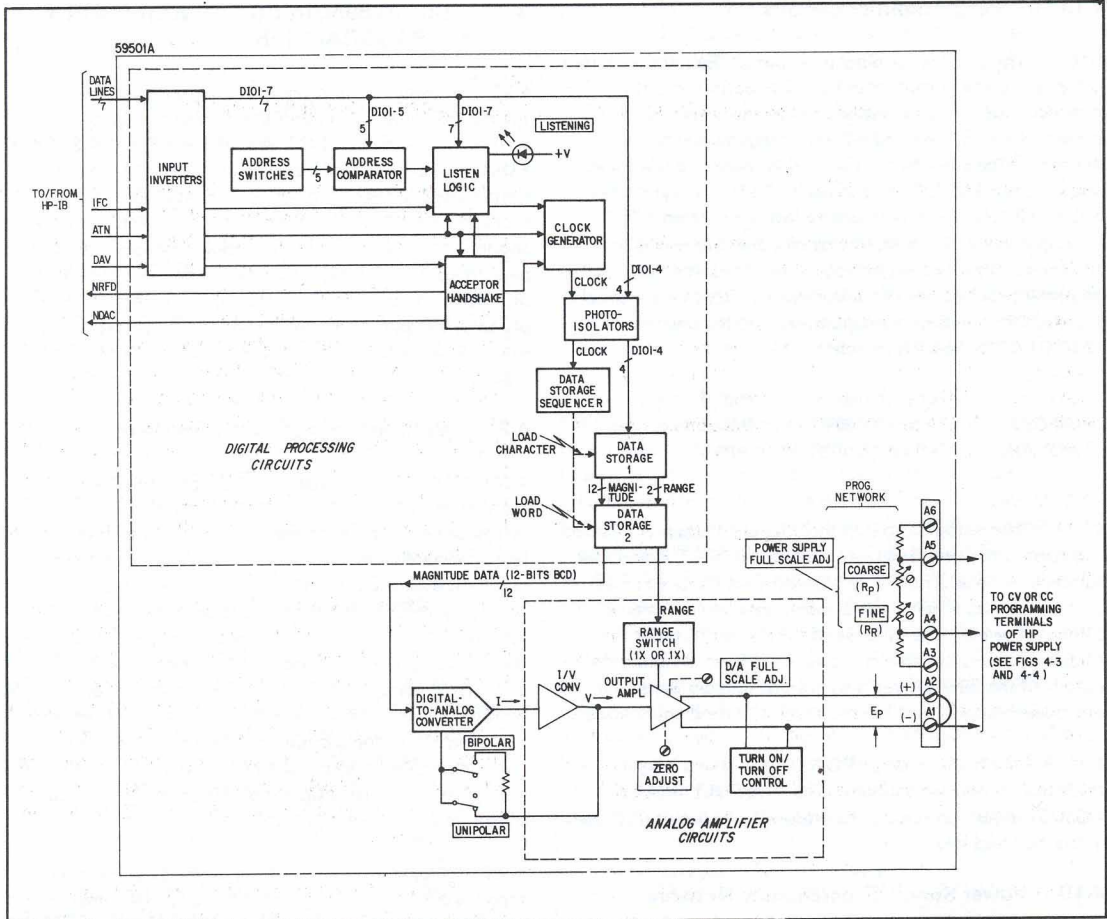 59501A
DATA
LINES
7
DIO1-7
7
DIO1-5
5
DIO1-7
7
LISTENING
+V
INPUT
INVERTERS
ADDRESS
SWITCHES
5
ADDRESS
COMPARATOR
LISTEN
LOGIC
TO/FROM
HP-IB
IFC
ATN
DAV
NRFD
NDAC
CLOCK
GENERATOR
ACCEPTOR
HANDSHAKE
CLOCK
4
DIO1-4
PHOTO-
ISOLATORS
CLOCK
DIO1-4
4
DATA
STORAGE
SEQUENCER
DIGITAL PROCESSING
CIRCUITS
LOAD
CHARACTER
DATA
STORAGE
1
12
MAGNI-
TUDE
2
RANGE
LOAD
WORD
DATA
STORAGE
2
MAGNITUDE DATA (12-BITS BCD)
12
RANGE
RANGE
SWITCH
(1X OR .1X)
PROG.
NETWORK
POWER SUPPLY
FULL SCALE ADJ
COARSE
(RP)
FINE
(RP)
A6
A5
A4
A3
A2
A1
TO CV OR CC
PROGRAMMING
TERMINALS
OF HP
POWER SUPPLY
(SEE FIGS 4-3
AND 4-4)
D/A FULL
SCALE ADJ.
I/V
CONV
OUTPUT
AMPL.
DIGITAL-
TO-ANALOG
CONVERTER
I
V
(+)
EP
(-)
BIPOLAR
UNIPOLAR
ZERO
ADJUST
TURN ON/
TURN OFF
CONTROL
ANALOG AMPLIFIER
CIRCUITS